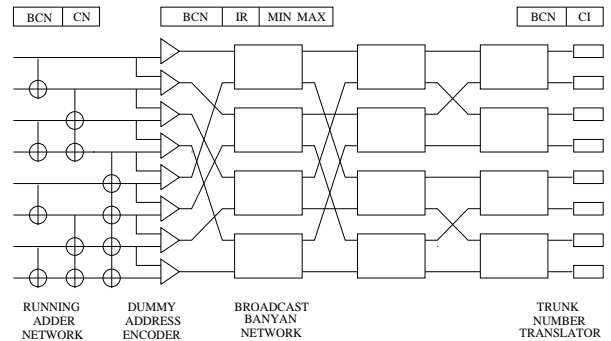 BCN CN
BCN IR MIN MAX
BCN CI
RUNNING
ADDER
NETWORK
DUMMY
ADDRESS
ENCODER
BROADCAST
BANYAN
NETWORK
TRUNK
NUMBER
TRANSLATOR